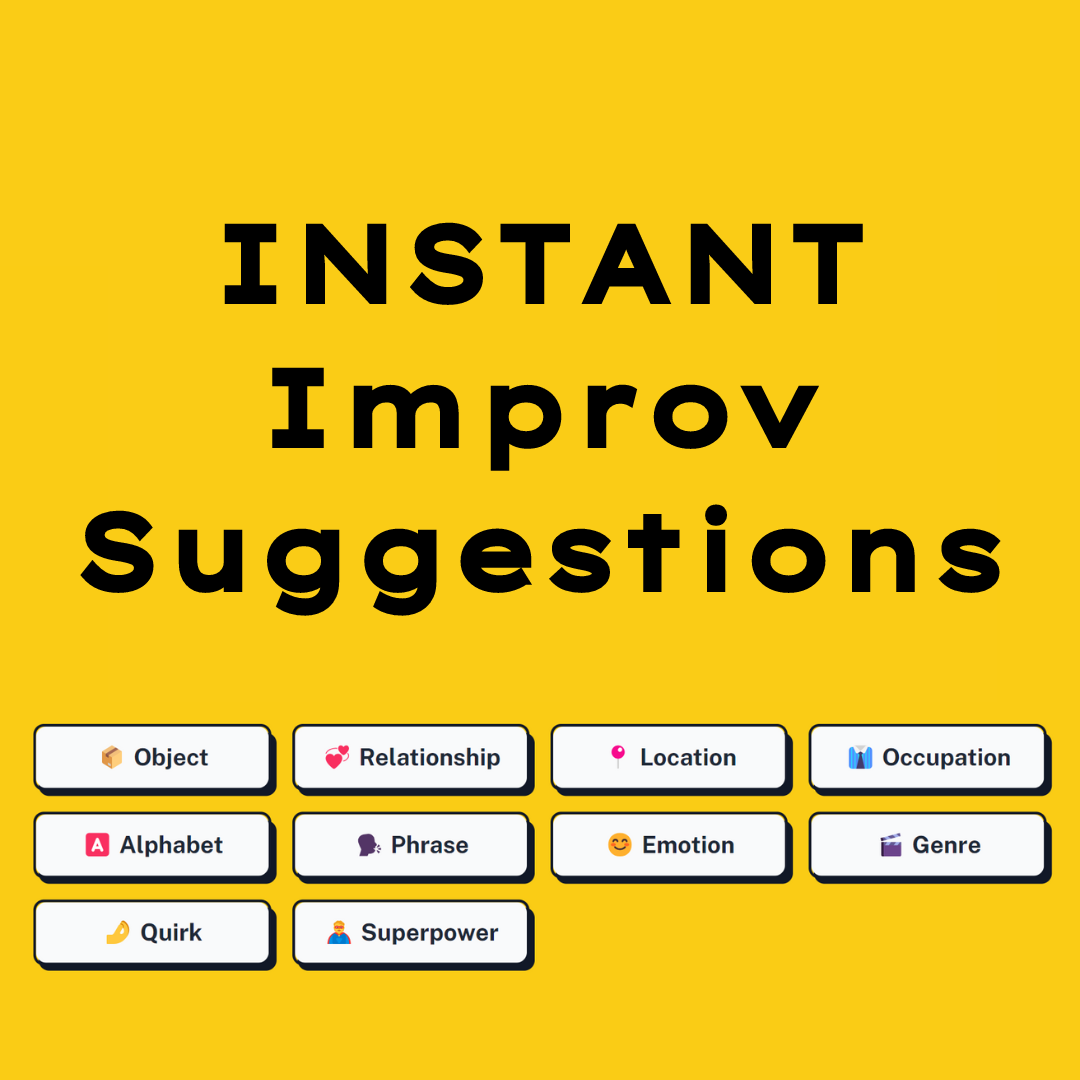 INSTANT
Improv
Suggestions
Object Relationship Location Occupation
A Alphabet Phrase Emotion Genre
Quirk Superpower